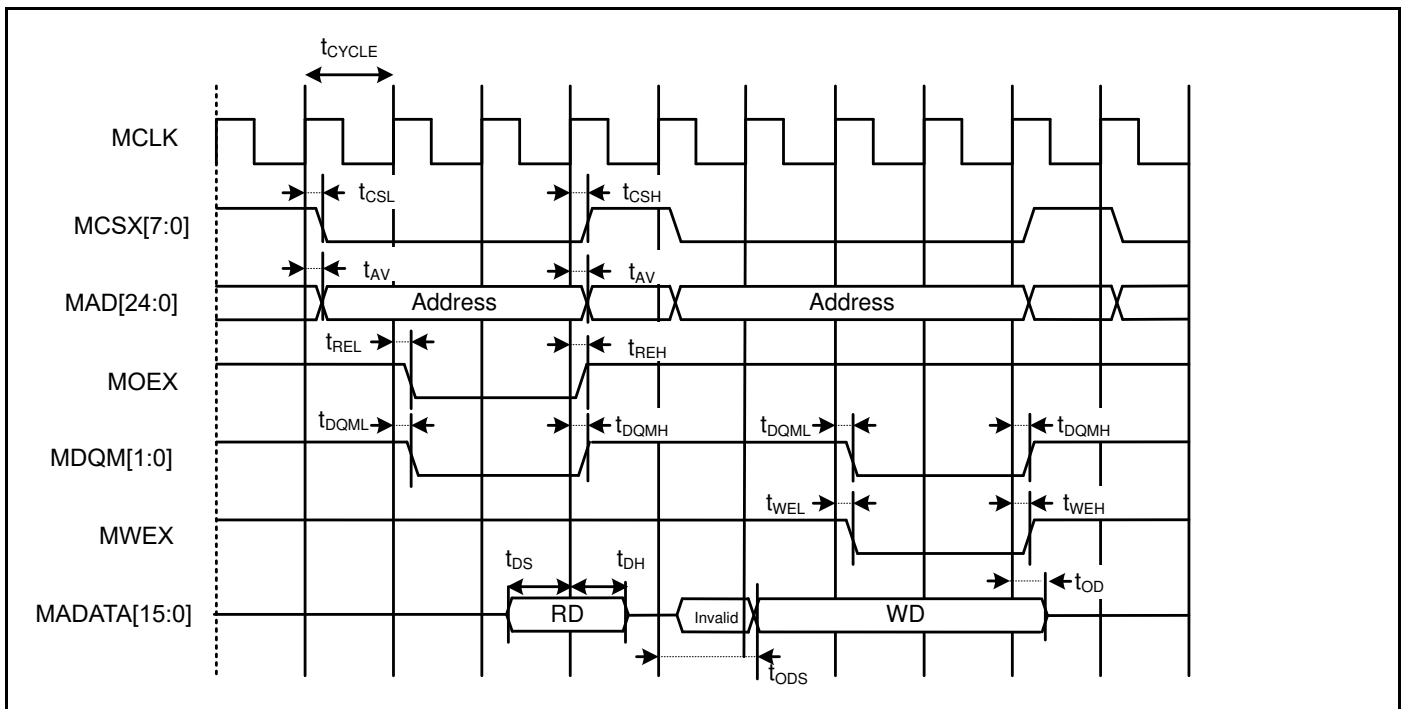 tCYCLE
MCLK
tCSL
tCSH
MCSX[7:0]
tAV
tAV
MAD[24:0]
Address
Address
tREL
tREH
MOEX
tDQML
tDQMH
tDQML
tDQMH
MDQM[1:0]
tWEL
tWEH
MWEX
tDS
tDH
tOD
MADATA[15:0]
RD
Invalid
WD
tODS